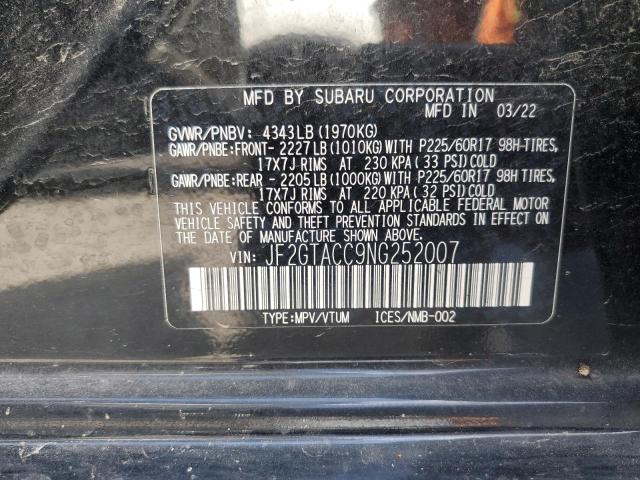 MFD BY SUBARU CORPORATION
MFD IN 03/22
GVWR/PNBV: 4343LB(1970KG)
GAWR/PNBE:FRONT- 2227LB(1010KG)WITH P225/60R17 98H-TIRES,
17X7J RIMS AT 230 KPA(33 PSI)COLD
GAWR/PNBE:REAR - 2205LB(1000KG)WITH P225/60R17 98H-TIRES,
17X7J RIMS AT 220 KPA(32 PSI)COLD
THIS VEHICLE CONFORMS TO ALL APPLICABLE FEDERAL MOTOR
VEHICLE SAFETY AND THEFT PREVENTION STANDARDS IN EFFECT ON
THE DATE OF MANUFACTURE SHOWN ABOVE.
VIN: JF2GTACC9NG252007
TYPE:MPV/VTUM ICES/NMB-002